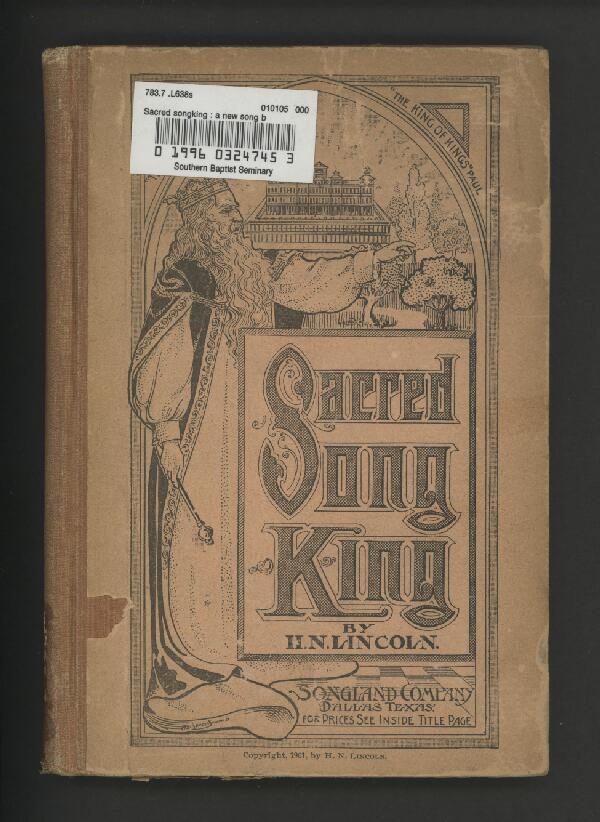 783.7 .L638s
010105 000
Sacred songking : a new song b
0 1996 0324745 3
Southern Baptist Seminary
"THE KING OF KINGS" PAUL
Sacred
Song
King
BY
H.N. LINCOLN.
SONGLAND COMPANY
DALLAS TEXAS.
FOR PRICES SEE INSIDE TITLE PAGE
Copyright, 1901, by H. N. Lincoln.